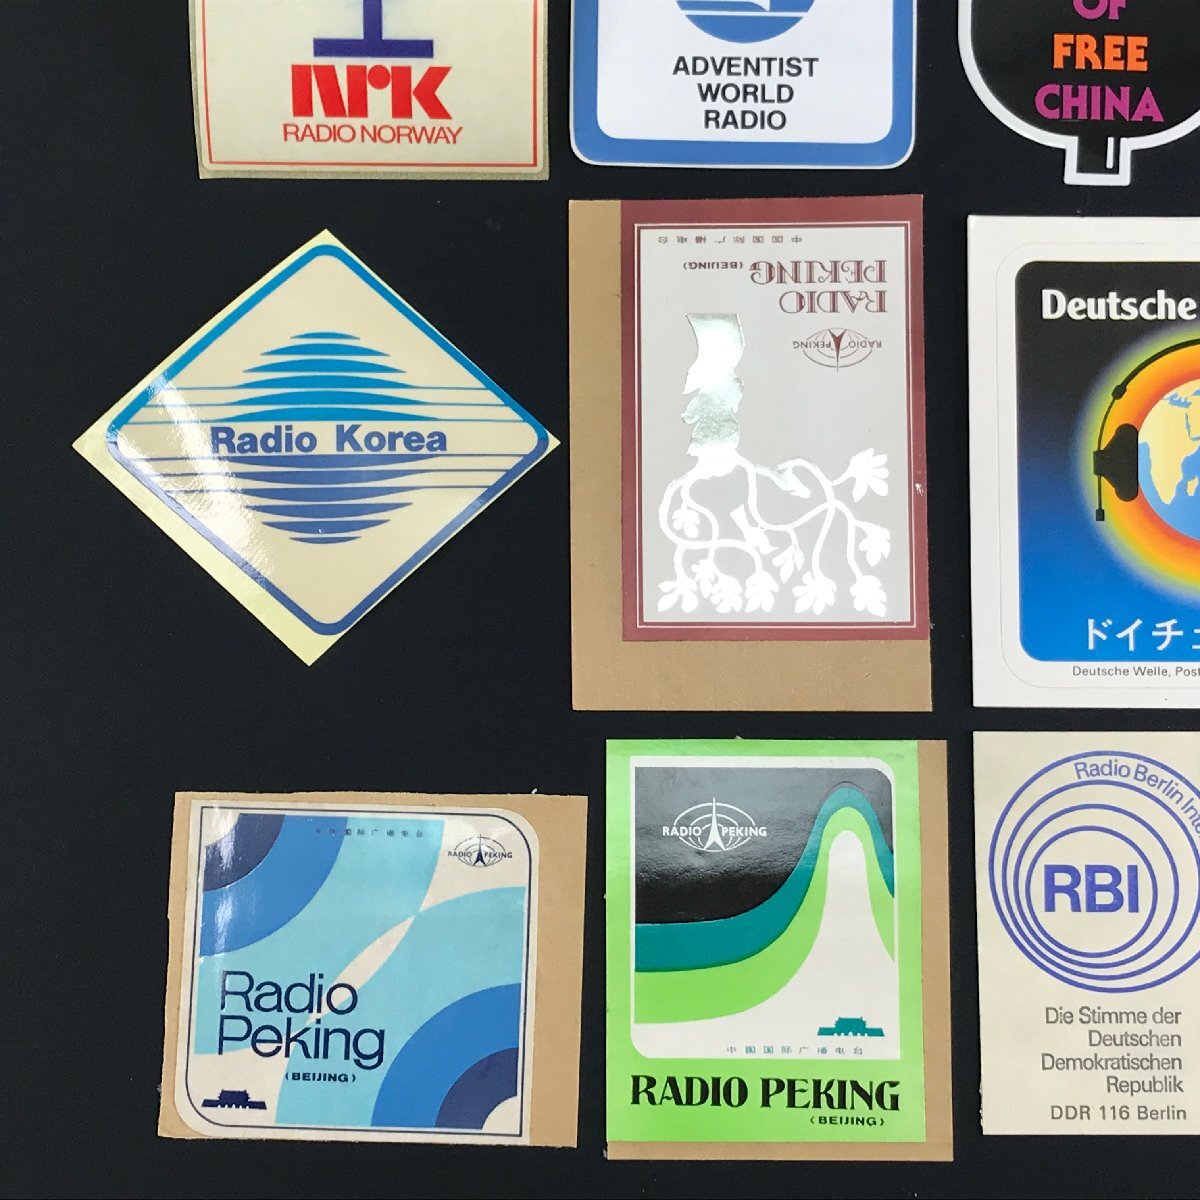 NRK
RADIO NORWAY
ADVENTIST
WORLD
RADIO
OF
FREE
CHINA
Radio Korea
RADIO PEKING
RADIO
PEKING
(BEIJING)
中国国际广播电台
Deutsche
ドイチュ
Deutsche Welle, Post
中国国际广播电台
RADIO PEKING
Radio
Peking
(BEIJING)
RADIO PEKING
中国国际广播电台
RADIO PEKING
(BEIJING)
Radio Berlin Inte
RBI
Die Stimme der
Deutschen
Demokratischen
Republik
DDR 116 Berlin